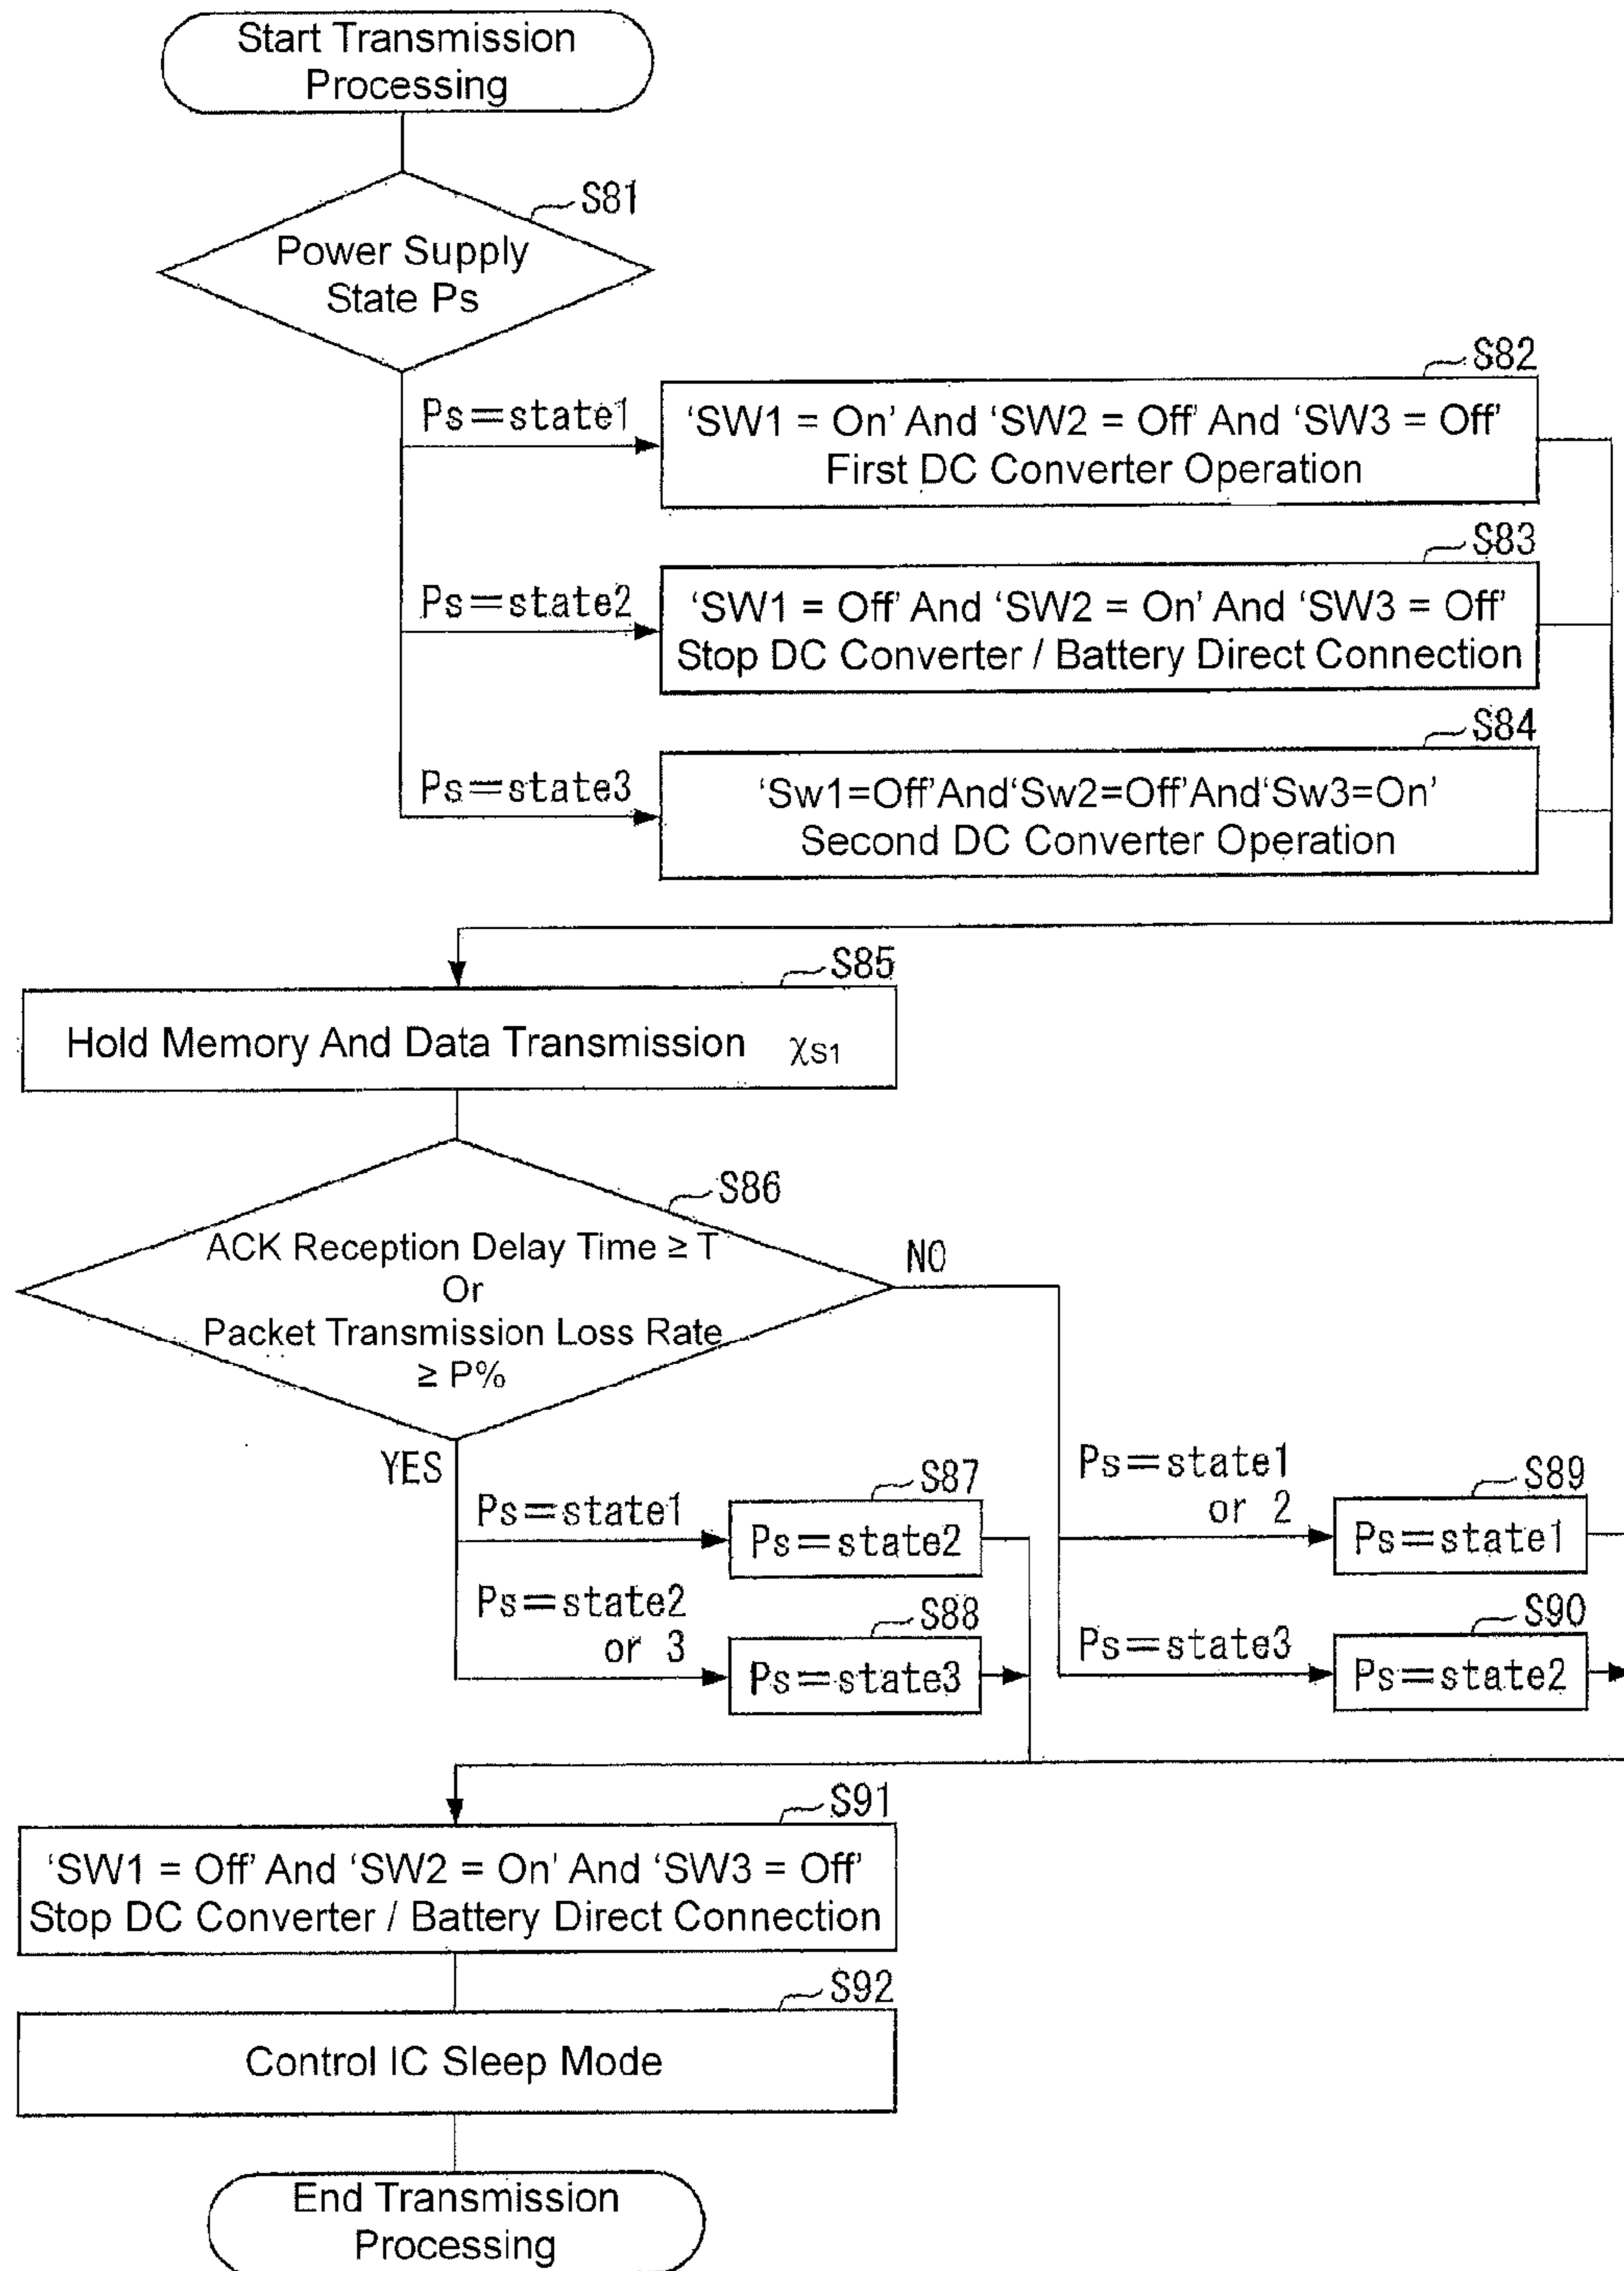 Start Transmission
Processing
S81
Power Supply
State Ps
S82
Ps=state1
'SW1 = On' And 'SW2 = Off' And 'SW3 = Off'
First DC Converter Operation
S83
Ps=state2
'SW1 = Off' And 'SW2 = On' And 'SW3 = Off'
Stop DC Converter / Battery Direct Connection
S84
Ps=state3
'Sw1=Off'And'Sw2=Off'And'Sw3=On'
Second DC Converter Operation
S85
Hold Memory And Data Transmission χS1
S86
ACK Reception Delay Time ≥ T
Or
Packet Transmission Loss Rate
≥ P%
NO
YES
Ps=state1
S87
Ps=state2
Ps=state2
or 3
S88
Ps=state3
Ps=state1
or 2
S89
Ps=state1
Ps=state3
S90
Ps=state2
S91
'SW1 = Off' And 'SW2 = On' And 'SW3 = Off'
Stop DC Converter / Battery Direct Connection
S92
Control IC Sleep Mode
End Transmission
Processing